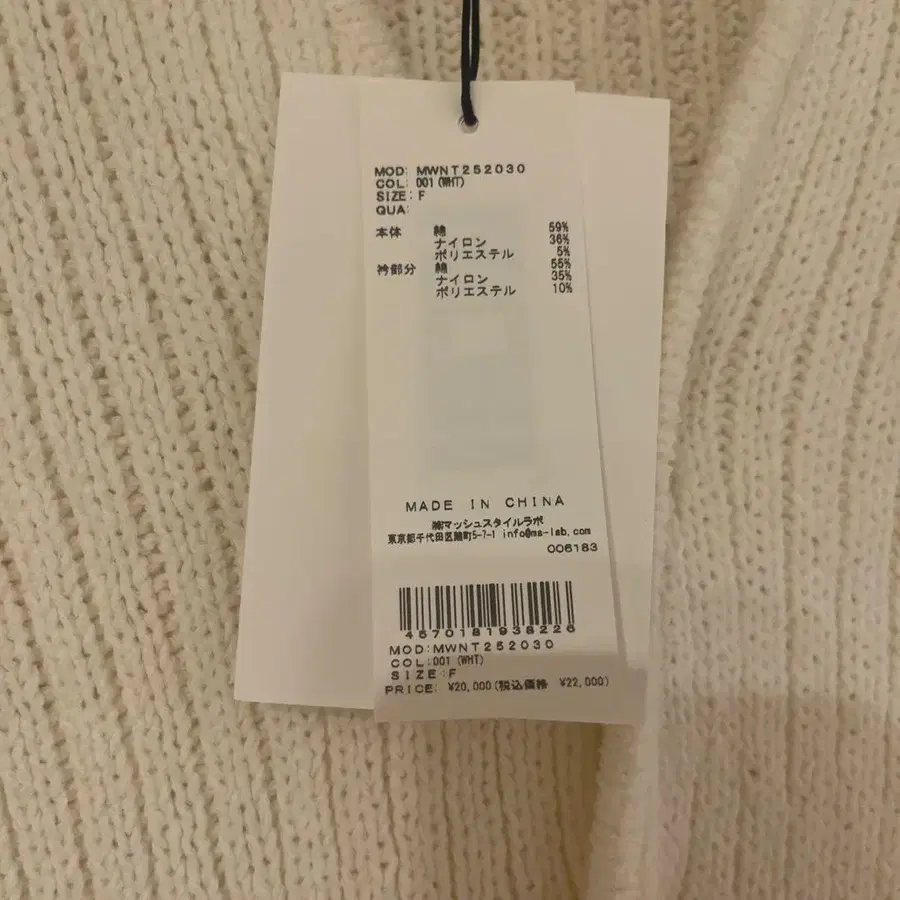 MOD: MWNT252030
COL: 001 (WHT)
SIZE: F
QUA:
本体 綿 59%
ナイロン 36%
ポリエステル 5%
衿部分 綿 55%
ナイロン 35%
ポリエステル 10%
MADE IN CHINA
㈱マッシュスタイルラボ
東京都千代田区麹町5-7-1 info@ms-lab.com
006183
4570181938226
MOD:MWNT252030
COL:001 (WHT)
SIZE:F
PRICE: ¥20,000(税込価格 ¥22,000)